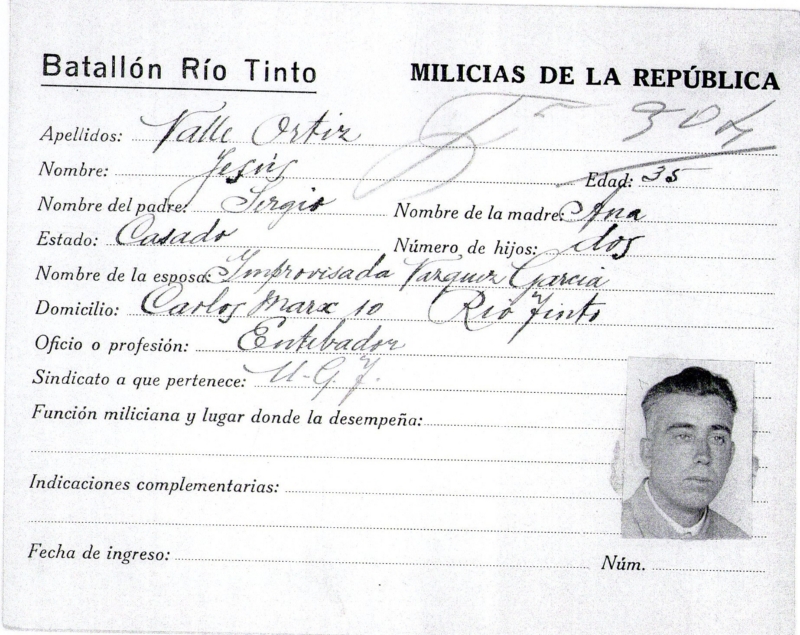 Batallón Río Tinto
MILICIAS DE LA REPÚBLICA
Apellidos: Valle Ortiz
Nombre: Jesús
Edad: 35
Nombre del padre: Sergio
Nombre de la madre: Ana
Estado: Casado
Número de hijos: dos
Nombre de la esposa: Improvisada Vazquez Garcia
Domicilio: Carlos Marx 10 Rio Tinto
Oficio o profesión: Entibador
Sindicato a que pertenece: U-G.T.
Función miliciana y lugar donde la desempeña:
Indicaciones complementarias:
Fecha de ingreso:
Núm.